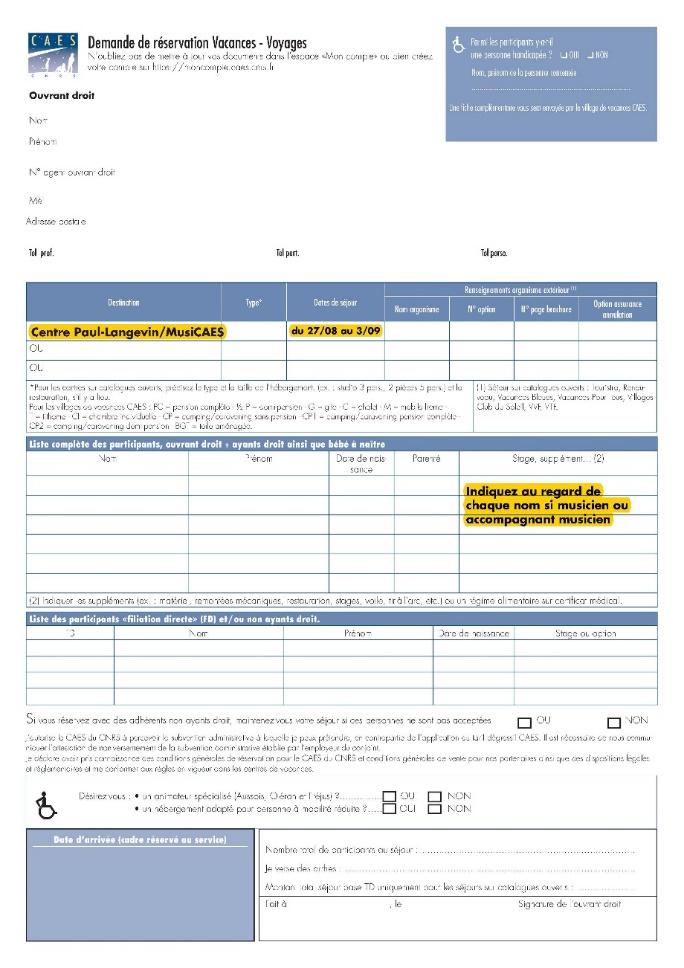 CAES
CNRS
Demande de réservation Vacances - Voyages
N'oubliez pas de mettre à jour vos documents dans l'espace «Mon compte» ou bien créez
votre compte sur https://moncompte.caes.cnrs.fr
Parmi les participants y a-t-il
une personne handicapée ? OUI NON
Nom, prénom de la personne concernée
Une fiche complémentaire vous sera envoyée par le village de vacances CAES.
Ouvrant droit
Nom
Prénom
N° agent ouvrant droit
Mél
Adresse postale
Tél. prof. Tél. port. Tél. perso.
Renseignements organisme extérieur (1)
Destination Type* Dates de séjour Nom organisme N° option N° page brochure Option assurance
annulation
Centre Paul-Langevin/MusiCAES du 27/08 au 3/09
OU
OU
*Pour les centres sur catalogues ouverts, précisez le type et la taille de l'hébergement. (ex. : studio 3 pers., 2 pièces 5 pers.) et la
restauration, s'il y a lieu.
Pour les villages de vacances CAES : PC = pension complète - ½ P = demi-pension - G = gîte - C = chalet - M = mobile home -
T = tithome - CI = chambre individuelle - CP = camping/caravaning sans pension - CP1 = camping/caravaning pension complète -
CP2 = camping/caravaning demi-pension - BGT = toile aménagée.
(1) Séjour sur catalogues ouverts : Touristra, Renou-
veau, Vacances Bleues, Vacances Pour Tous, Villages
Club du Soleil, VVF, VTF.
Liste complète des participants, ouvrant droit + ayants droit ainsi que bébé à naître
Nom Prénom Date de nais-
sance Parenté Stage, supplément... (2)
Indiquez au regard de
chaque nom si musicien ou
accompagnant musicien
(2) Indiquer les suppléments (ex. : matériel, remontées mécaniques, restauration, stages, voile, tir à l'arc, etc.) ou un régime alimentaire sur certificat médical.
Liste des participants «filiation directe» (FD) et/ou non ayants droit.
FD Nom Prénom Date de naissance Stage ou option
Si vous réservez avec des adhérents non ayants droit, maintenez-vous votre séjour si ces personnes ne sont pas acceptées OUI NON
J'autorise le CAES du CNRS à percevoir la subvention administrative à laquelle je peux prétendre, en contrepartie de l'application du tarif dégressif CAES. Il est nécessaire de nous commu-
niquer l'attestation de non-versement de la subvention administrative établie par l'employeur du conjoint.
Je déclare avoir pris connaissance des conditions générales de réservation pour le CAES du CNRS et conditions générales de vente pour nos partenaires ainsi que des dispositions légales
et réglementaires et me conformer aux règles en vigueur dans les centres de vacances.
Désirez-vous : • un animateur spécialisé (Aussois, Oléron et Fréjus) ?.............. OUI NON
• un hébergement adapté pour personne à mobilité réduite ?..... OUI NON
Date d'arrivée (cadre réservé au service)
Nombre total de participants au séjour :
Je verse des arrhes :
Montant total séjour base TD uniquement pour les séjours sur catalogues ouverts :
Fait à , le Signature de l'ouvrant droit